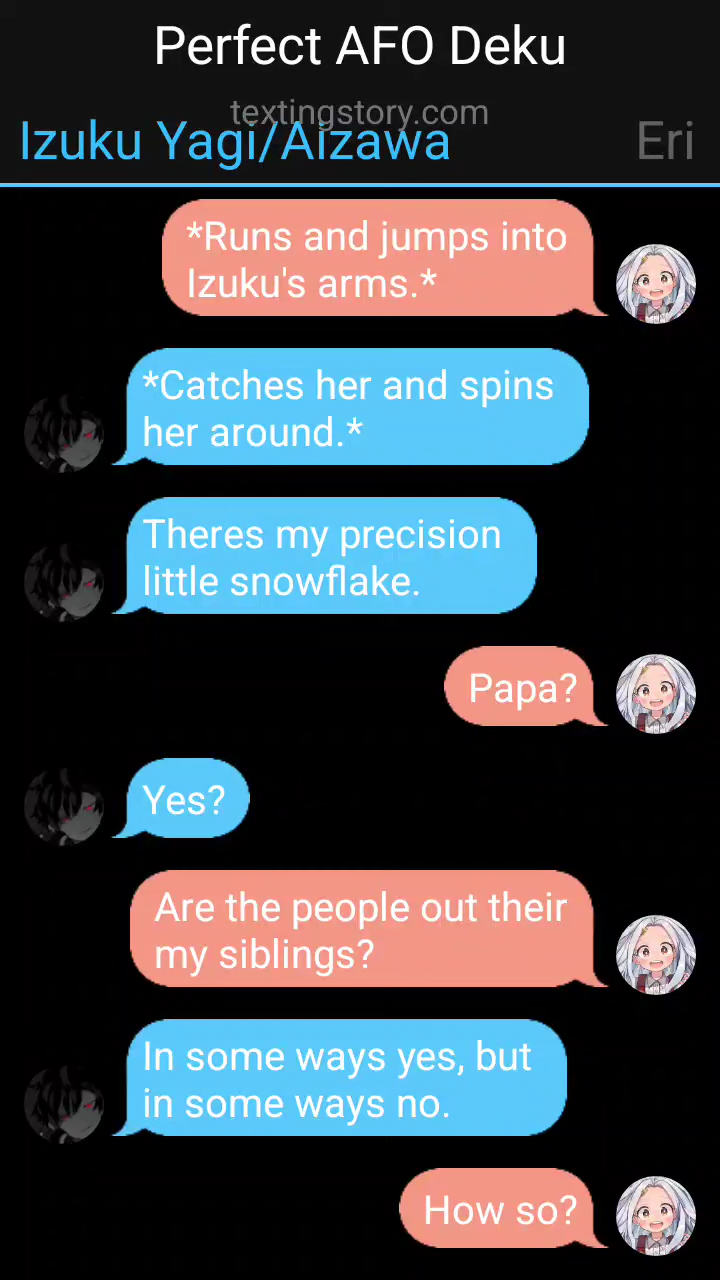 Perfect AFO Deku
textingstory.com
Izuku Yagi/Aizawa Eri
*Runs and jumps into
Izuku's arms.*
*Catches her and spins
her around.*
Theres my precision
little snowflake.
Papa?
Yes?
Are the people out their
my siblings?
In some ways yes, but
in some ways no.
How so?